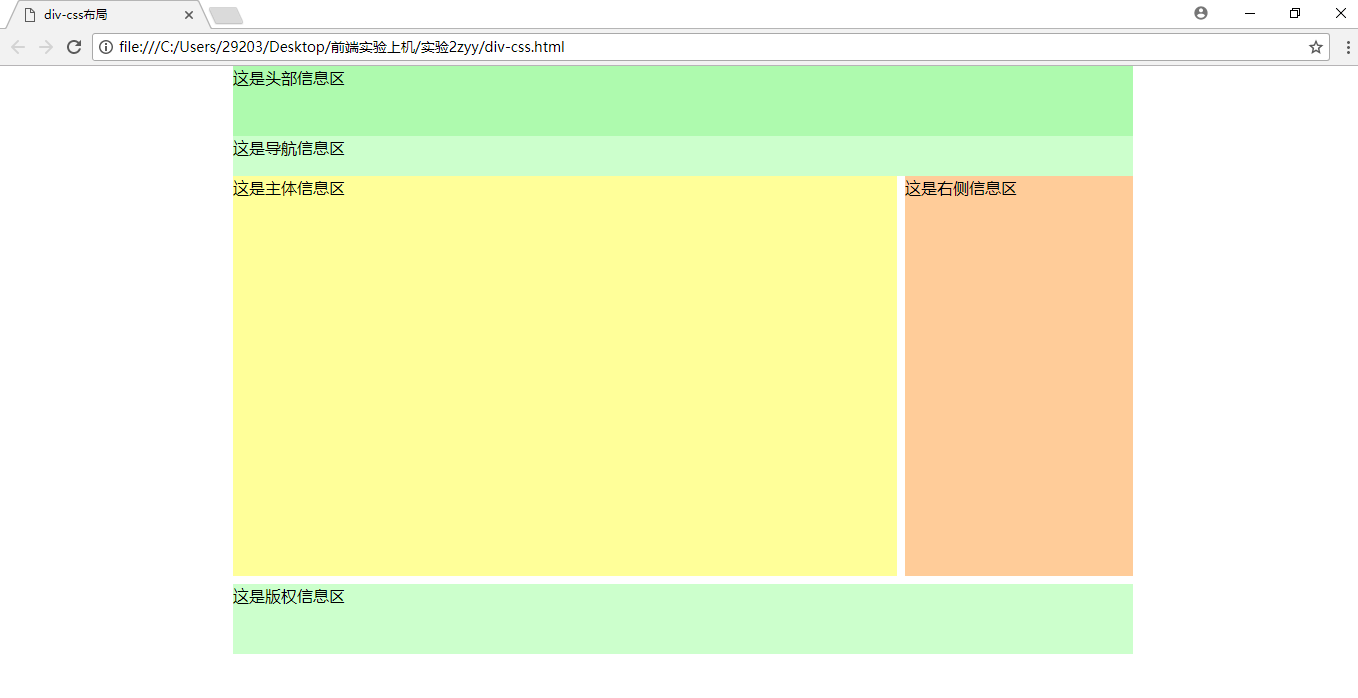 div-css布局
file:///C:/Users/29203/Desktop/前端实验上机/实验2zyy/div-css.html
这是头部信息区
这是导航信息区
这是主体信息区
这是右侧信息区
这是版权信息区